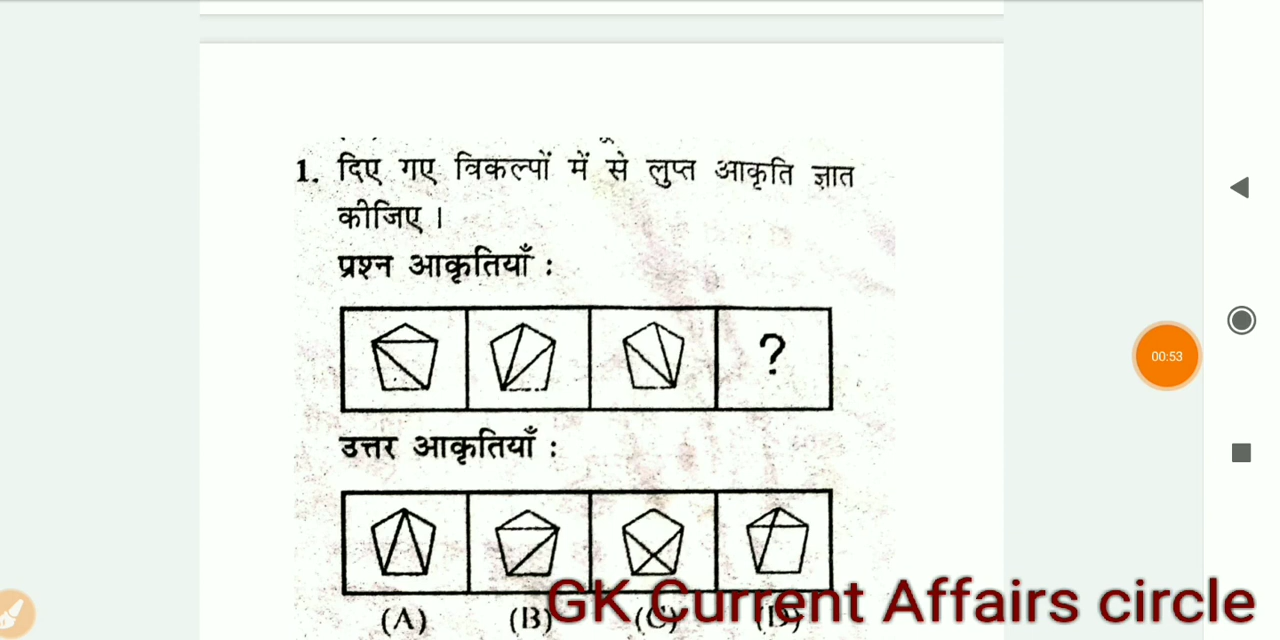 1. दिए गए विकल्पों में से लुप्त आकृति ज्ञात
कीजिए ।
प्रश्न आकृतियाँ :
?
उत्तर आकृतियाँ :
(A) (B) (C) (D)
GK Current Affairs circle
00:53